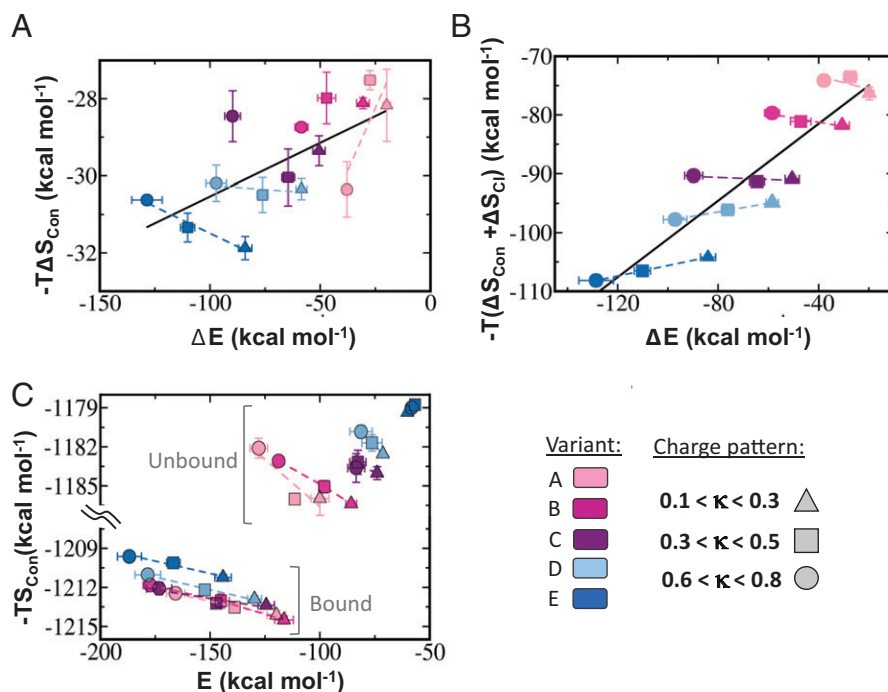 A
-TΔS_Con (kcal mol⁻¹)
-28
-30
-32
-150
-100
-50
0
ΔE (kcal mol⁻¹)
B
-T(ΔS_Con +ΔS_CI) (kcal mol⁻¹)
-70
-80
-90
-100
-110
-120
-80
-40
ΔE (kcal mol⁻¹)
C
-TS_Con(kcal mol⁻¹)
-1179
-1182
-1185
-1209
-1212
-1215
Unbound
Bound
-200
-150
-100
-50
E (kcal mol⁻¹)
Variant:
A
B
C
D
E
Charge pattern:
0.1 < κ < 0.3
0.3 < κ < 0.5
0.6 < κ < 0.8